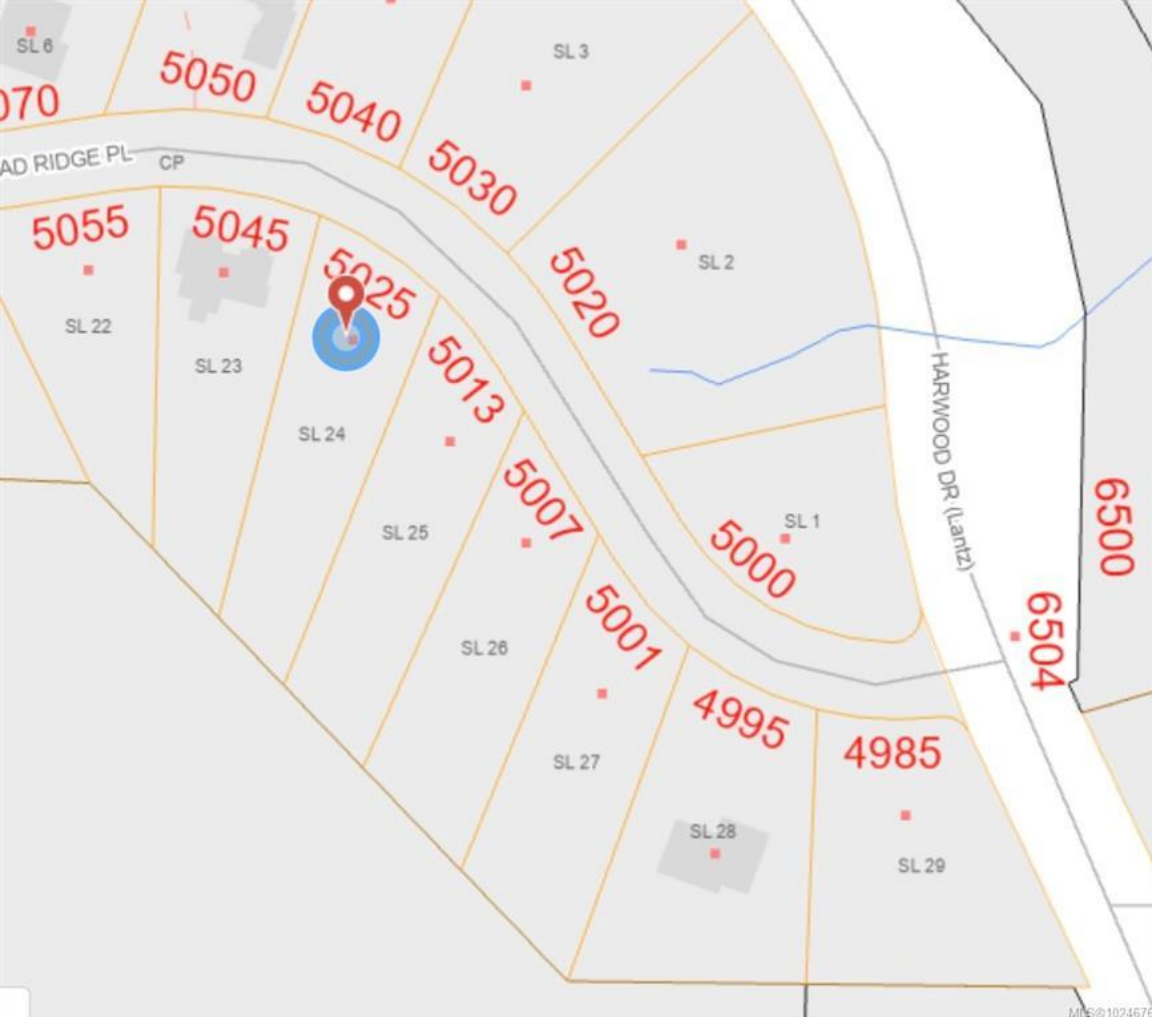 SL 6
SL 3
5050
070
5040
AD RIDGE PL
CP
5030
5055
5045
5025
5020
SL 2
SL 22
SL 23
5013
HARWOOD DR (Lantz)
SL 24
5007
SL 25
SL 1
5000
6500
5001
6504
SL 26
4995
4985
SL 27
SL 28
SL 29